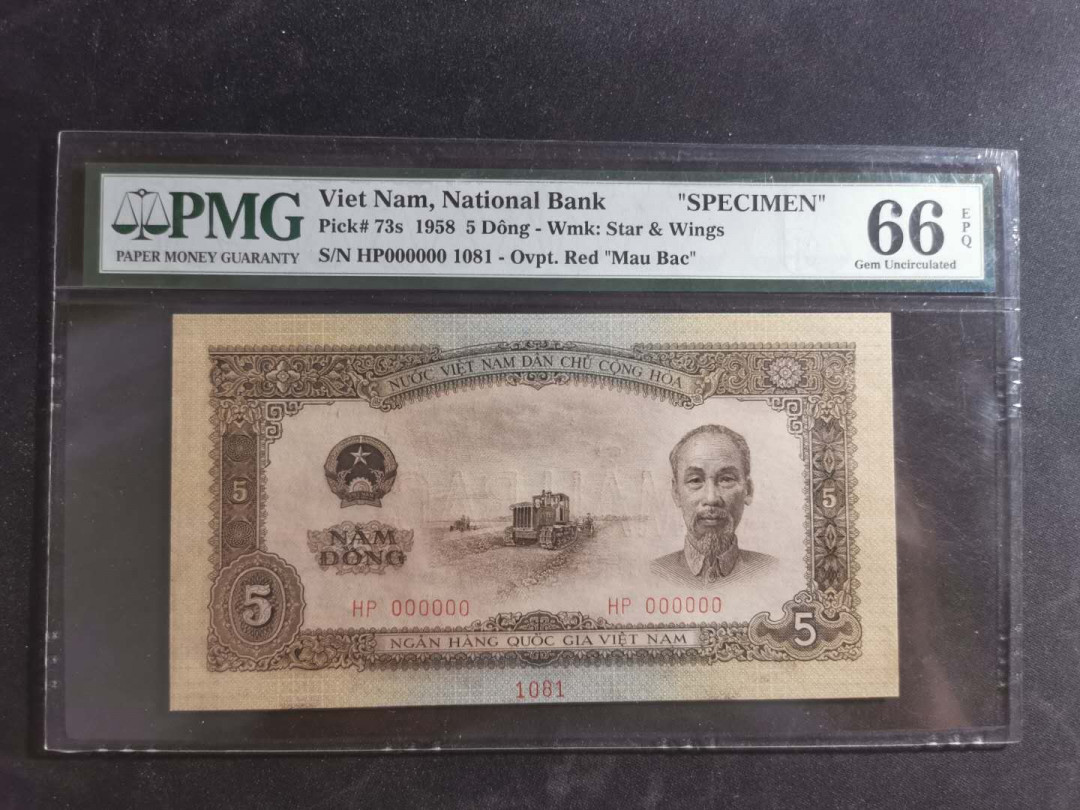 PMG
PAPER MONEY GUARANTY
Viet Nam, National Bank "SPECIMEN"
Pick# 73s 1958 5 Dông - Wmk: Star & Wings
S/N HP000000 1081 - Ovpt. Red "Mau Bac"
66 EPQ
Gem Uncirculated
NƯỚC VIỆT NAM DÂN CHỦ CỘNG HÒA
5
5
NĂM
ĐỒNG
5
HP 000000
HP 000000
5
NGÂN HÀNG QUỐC GIA VIỆT NAM
1081